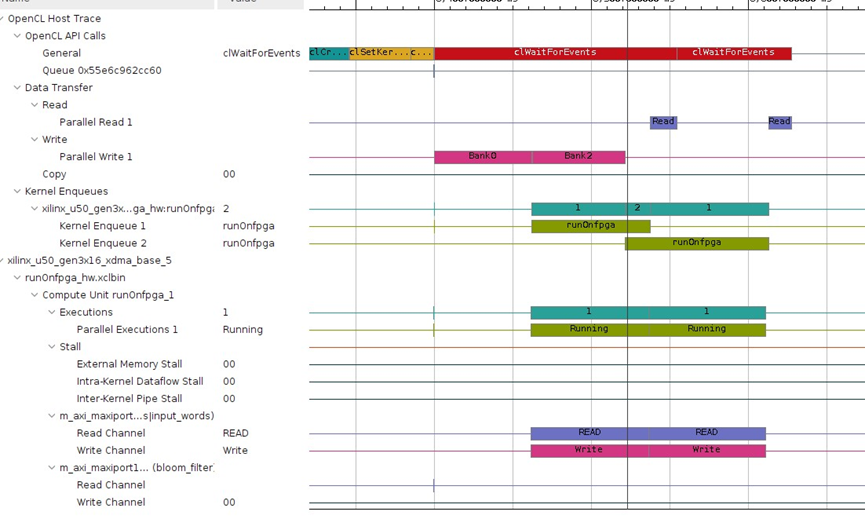 Value
OpenCL Host Trace
OpenCL API Calls
General clWaitForEvents clCr... clSetKer... c... clWaitForEvents clWaitForEvents
Queue 0x55e6c962cc60
Data Transfer
Read
Parallel Read 1 Read Read
Write
Parallel Write 1 Bank0 Bank2
Copy 00
Kernel Enqueues
xilinx_u50_gen3x...ga_hw:runOnfpga 2 1 2 1
Kernel Enqueue 1 runOnfpga runOnfpga
Kernel Enqueue 2 runOnfpga runOnfpga
xilinx_u50_gen3x16_xdma_base_5
runOnfpga_hw.xclbin
Compute Unit runOnfpga_1
Executions 1 1 1
Parallel Executions 1 Running Running Running
Stall
External Memory Stall 00
Intra-Kernel Dataflow Stall 00
Inter-Kernel Pipe Stall 00
m_axi_maxiport...s|input_words)
Read Channel READ READ READ
Write Channel Write Write Write
m_axi_maxiport1... (bloom_filter)
Read Channel
Write Channel 00